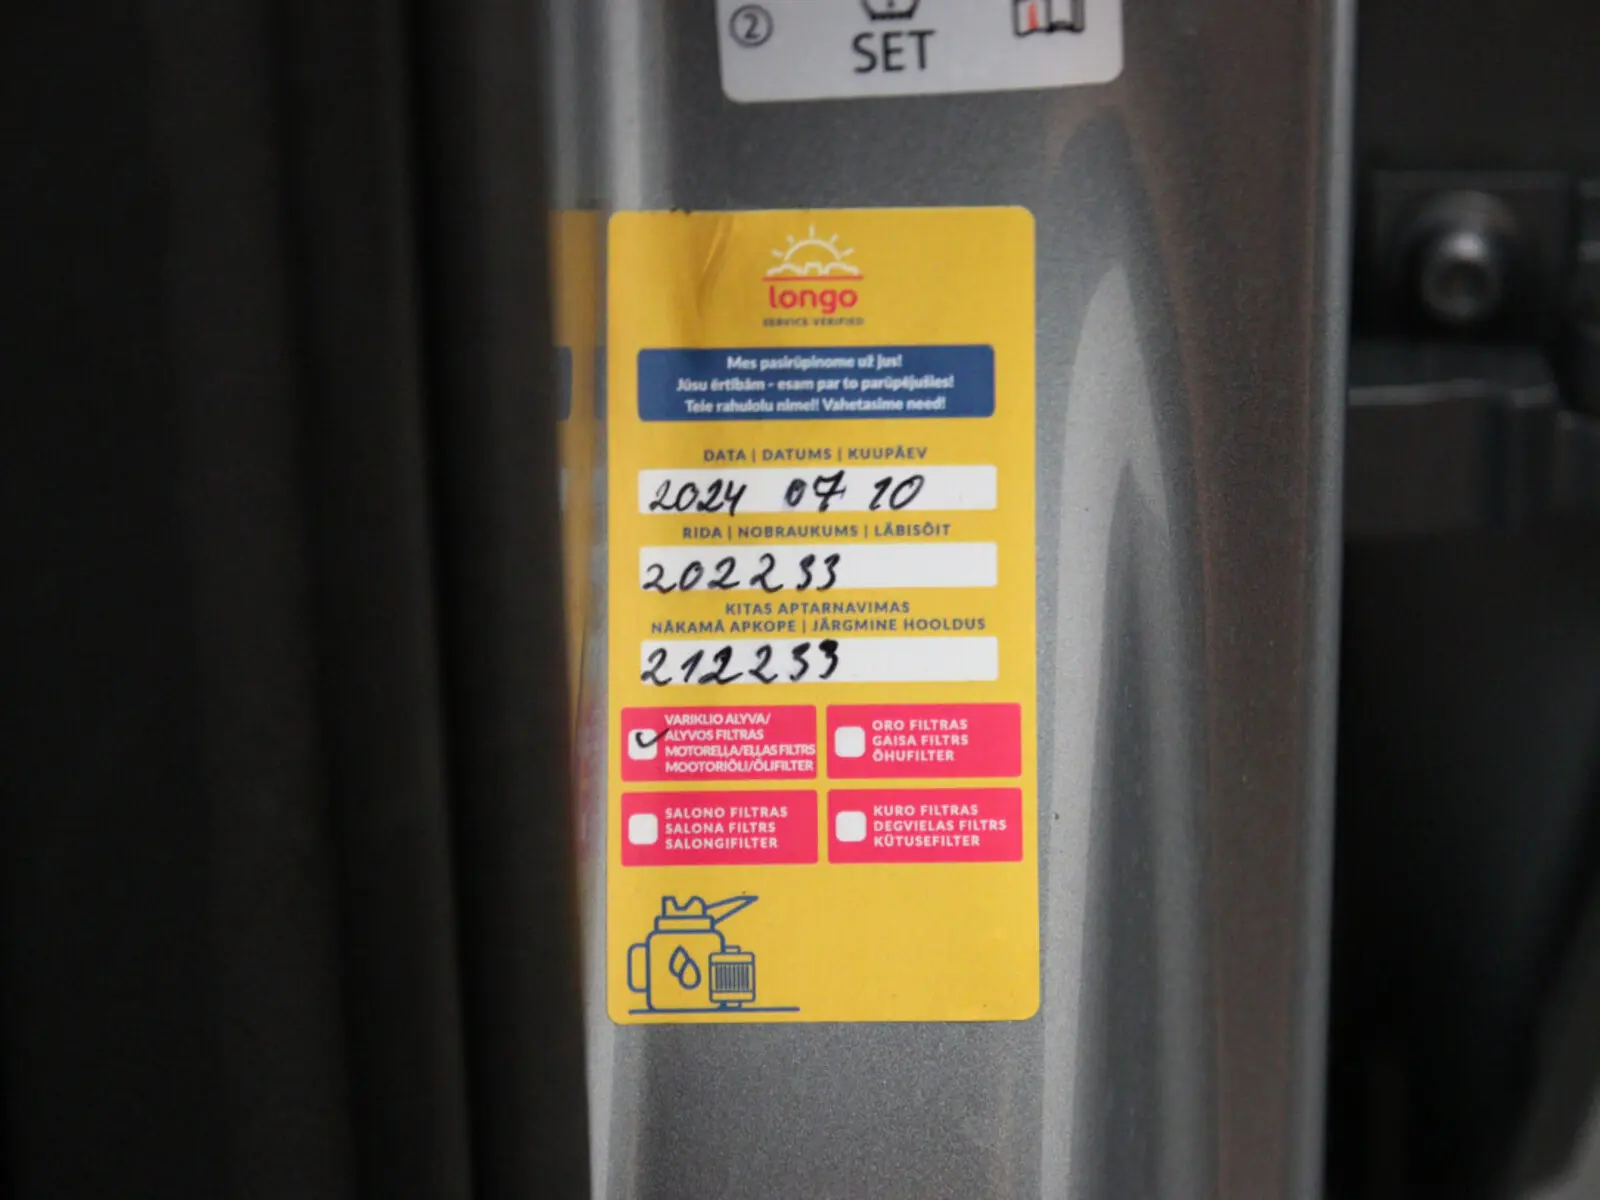 ②
SET
longo
SERVICE VERIFIED
Mes pasirūpinome už jus!
Jūsu ērtībām - esam par to parūpējušies!
Teie rahulolu nimel! Vahetasime need!
DATA | DATUMS | KUUPÄEV
2024 07 10
RIDA | NOBRAUKUMS | LÄBISÕIT
202233
KITAS APTARNAVIMAS
NĀKAMĀ APKOPE | JÄRGMINE HOOLDUS
212233
VARIKLIO ALYVA/
ALYVOS FILTRAS
MOTOREĻĻA/EĻĻAS FILTRS
MOOTORIÕLI/ÕLIFILTER
ORO FILTRAS
GAISA FILTRS
ÕHUFILTER
SALONO FILTRAS
SALONA FILTRS
SALONGIFILTER
KURO FILTRAS
DEGVIELAS FILTRS
KÜTUSEFILTER